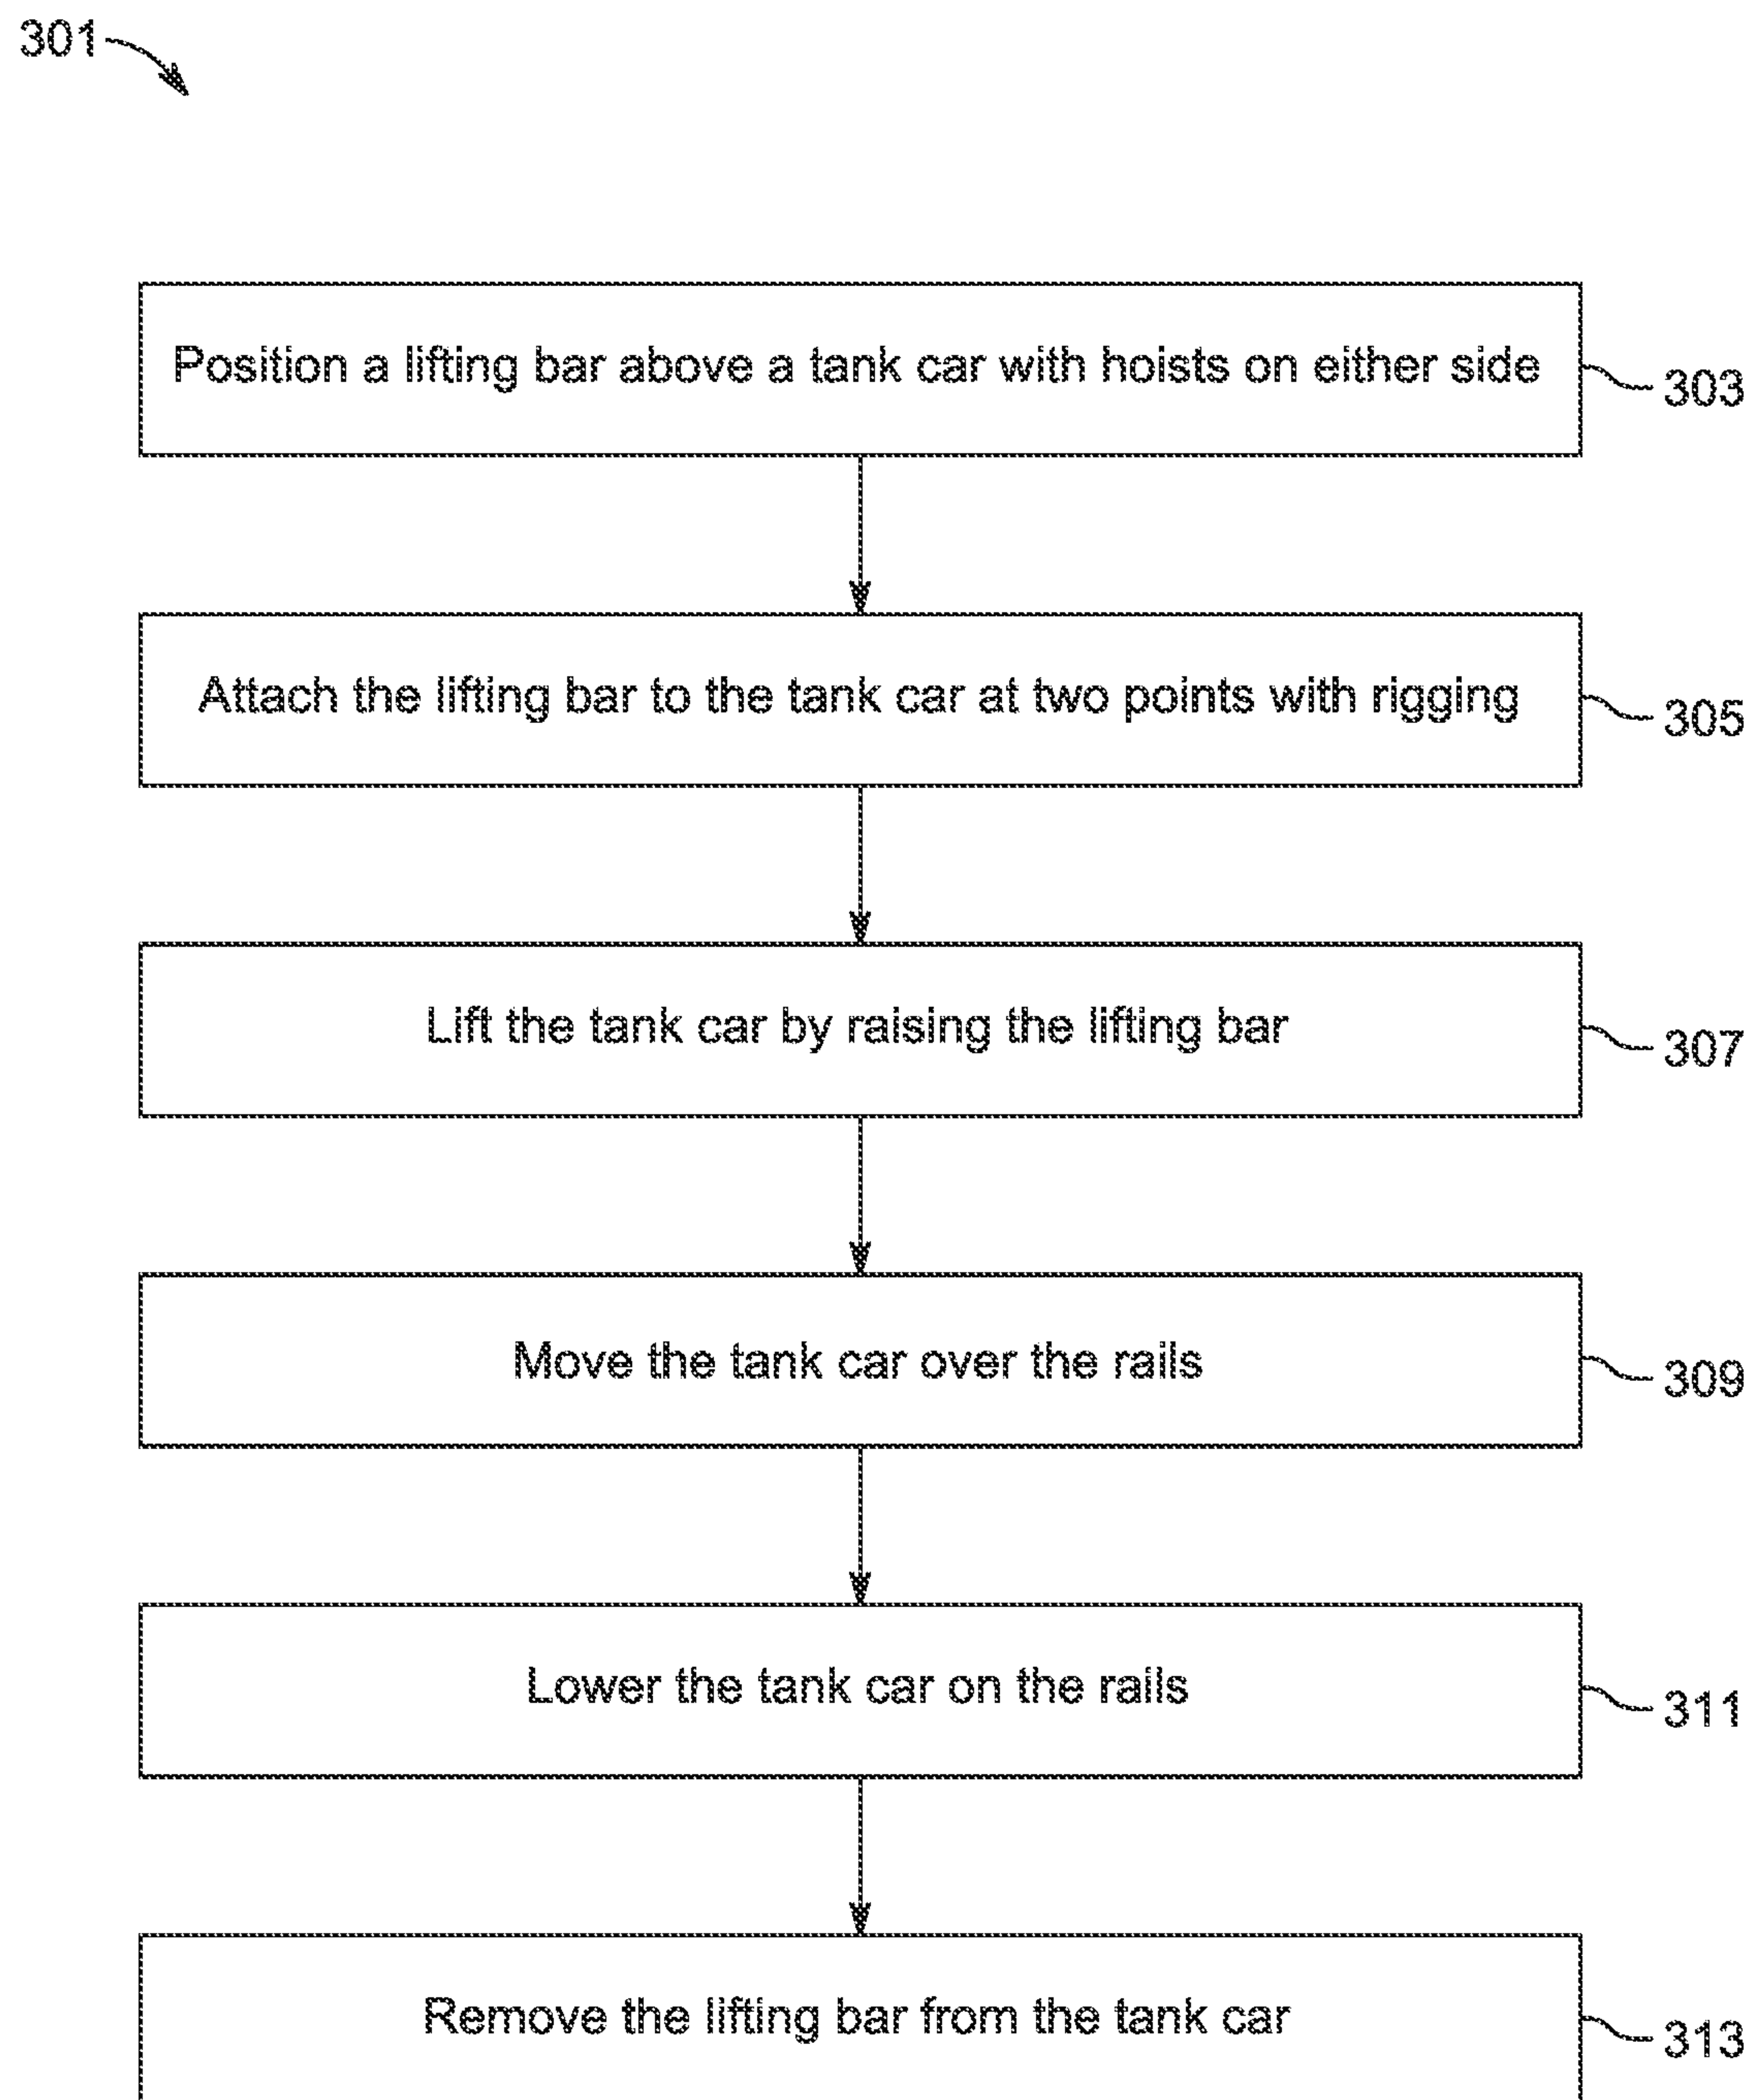 301
Position a lifting bar above a tank car with hoists on either side
303
Attach the lifting bar to the tank car at two points with rigging
305
Lift the tank car by raising the lifting bar
307
Move the tank car over the rails
309
Lower the tank car on the rails
311
Remove the lifting bar from the tank car
313